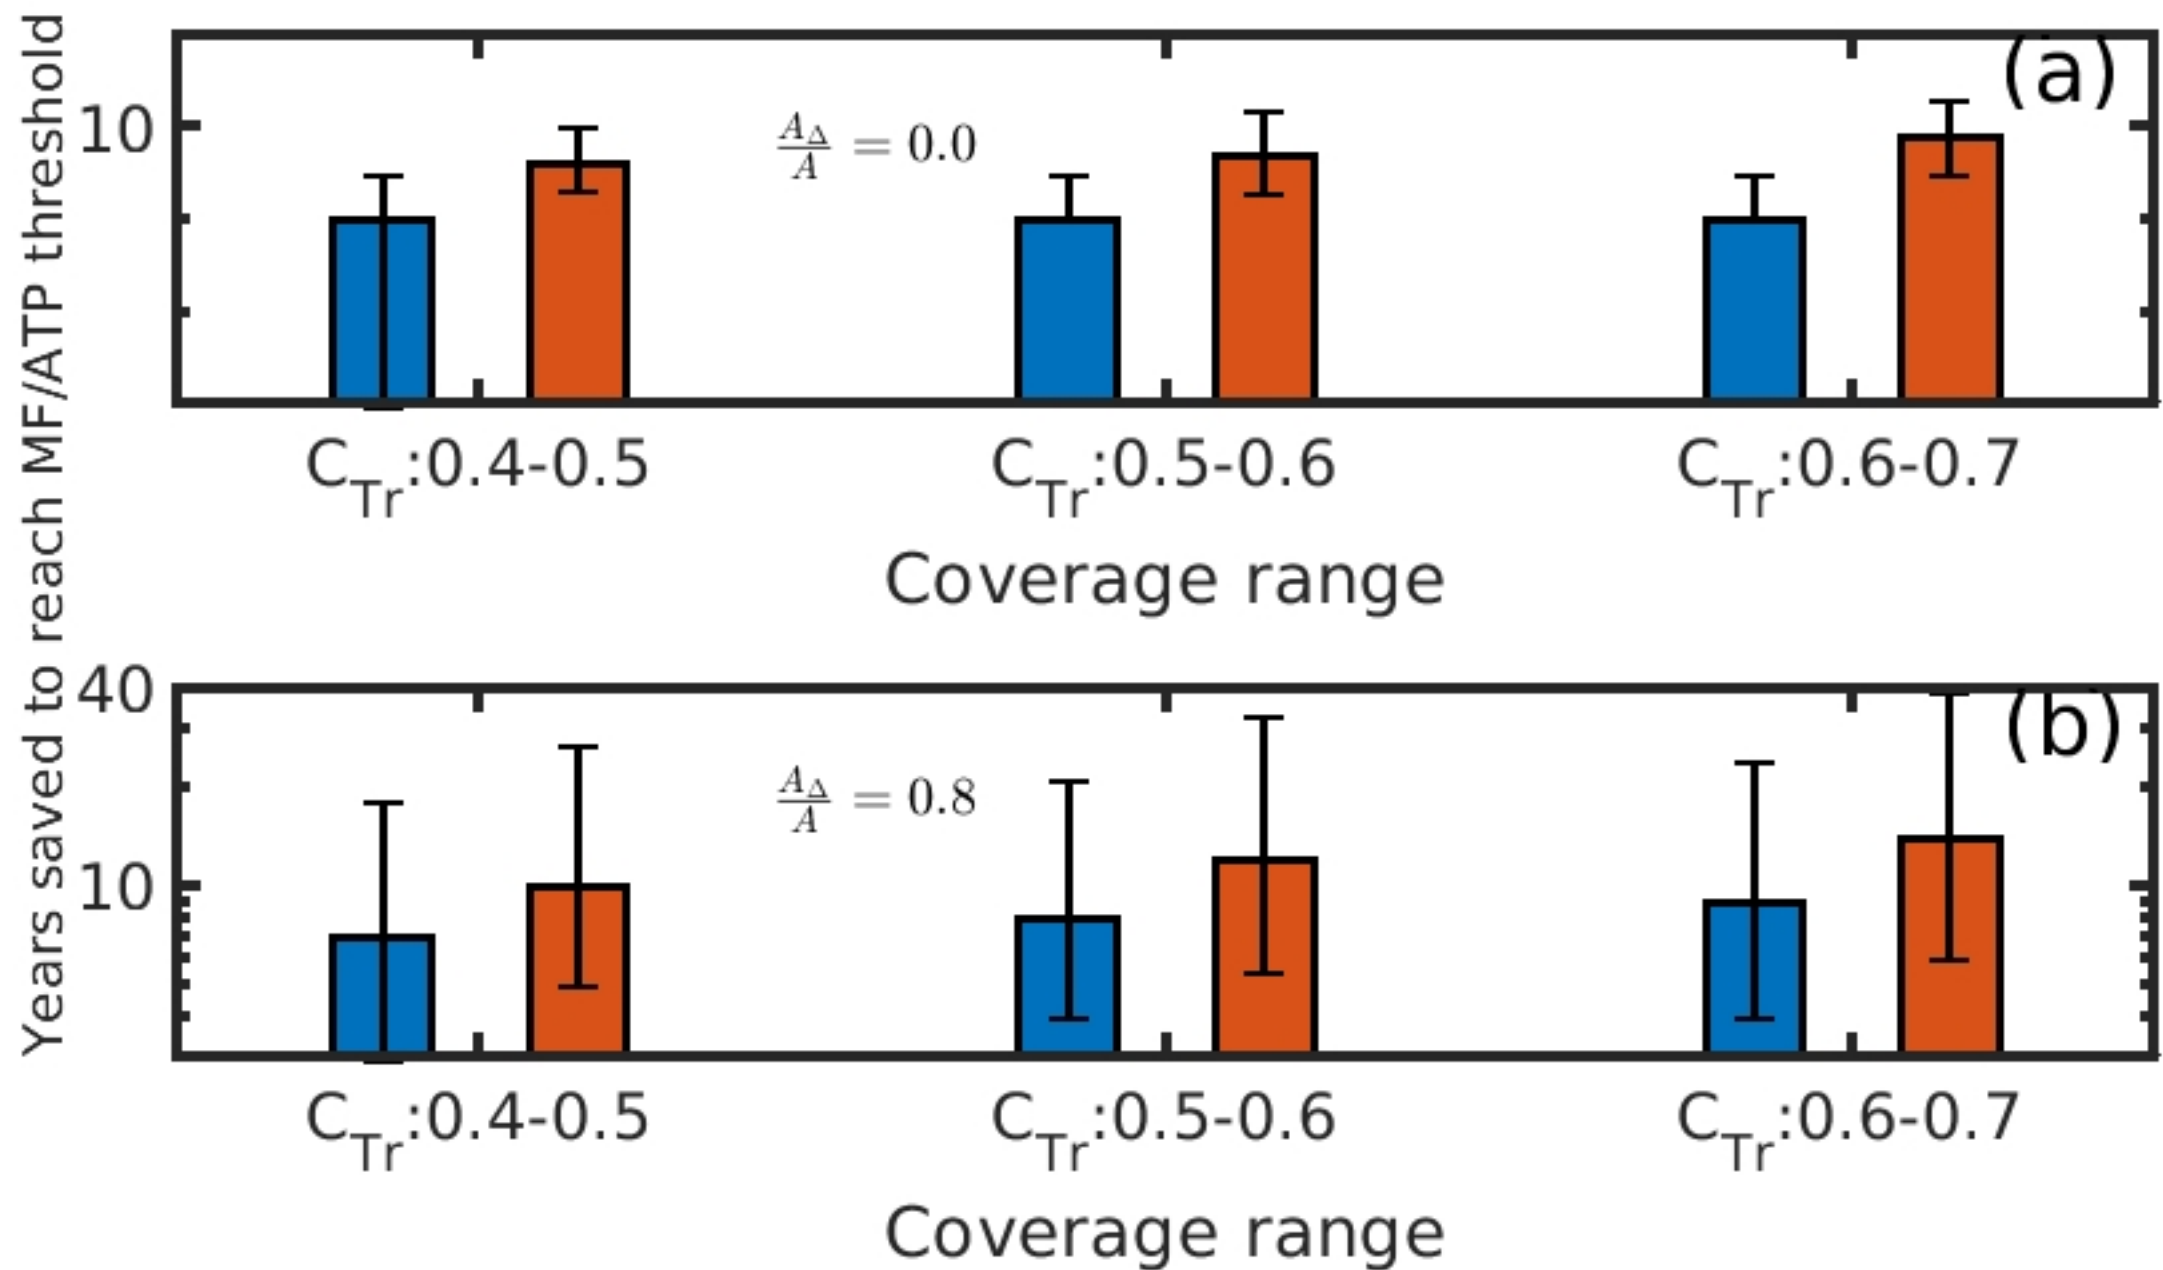 Years saved to reach MF/ATP threshold
(a)
10
A_Δ/A = 0.0
C_Tr:0.4-0.5 C_Tr:0.5-0.6 C_Tr:0.6-0.7
Coverage range
40
(b)
A_Δ/A = 0.8
10
C_Tr:0.4-0.5 C_Tr:0.5-0.6 C_Tr:0.6-0.7
Coverage range